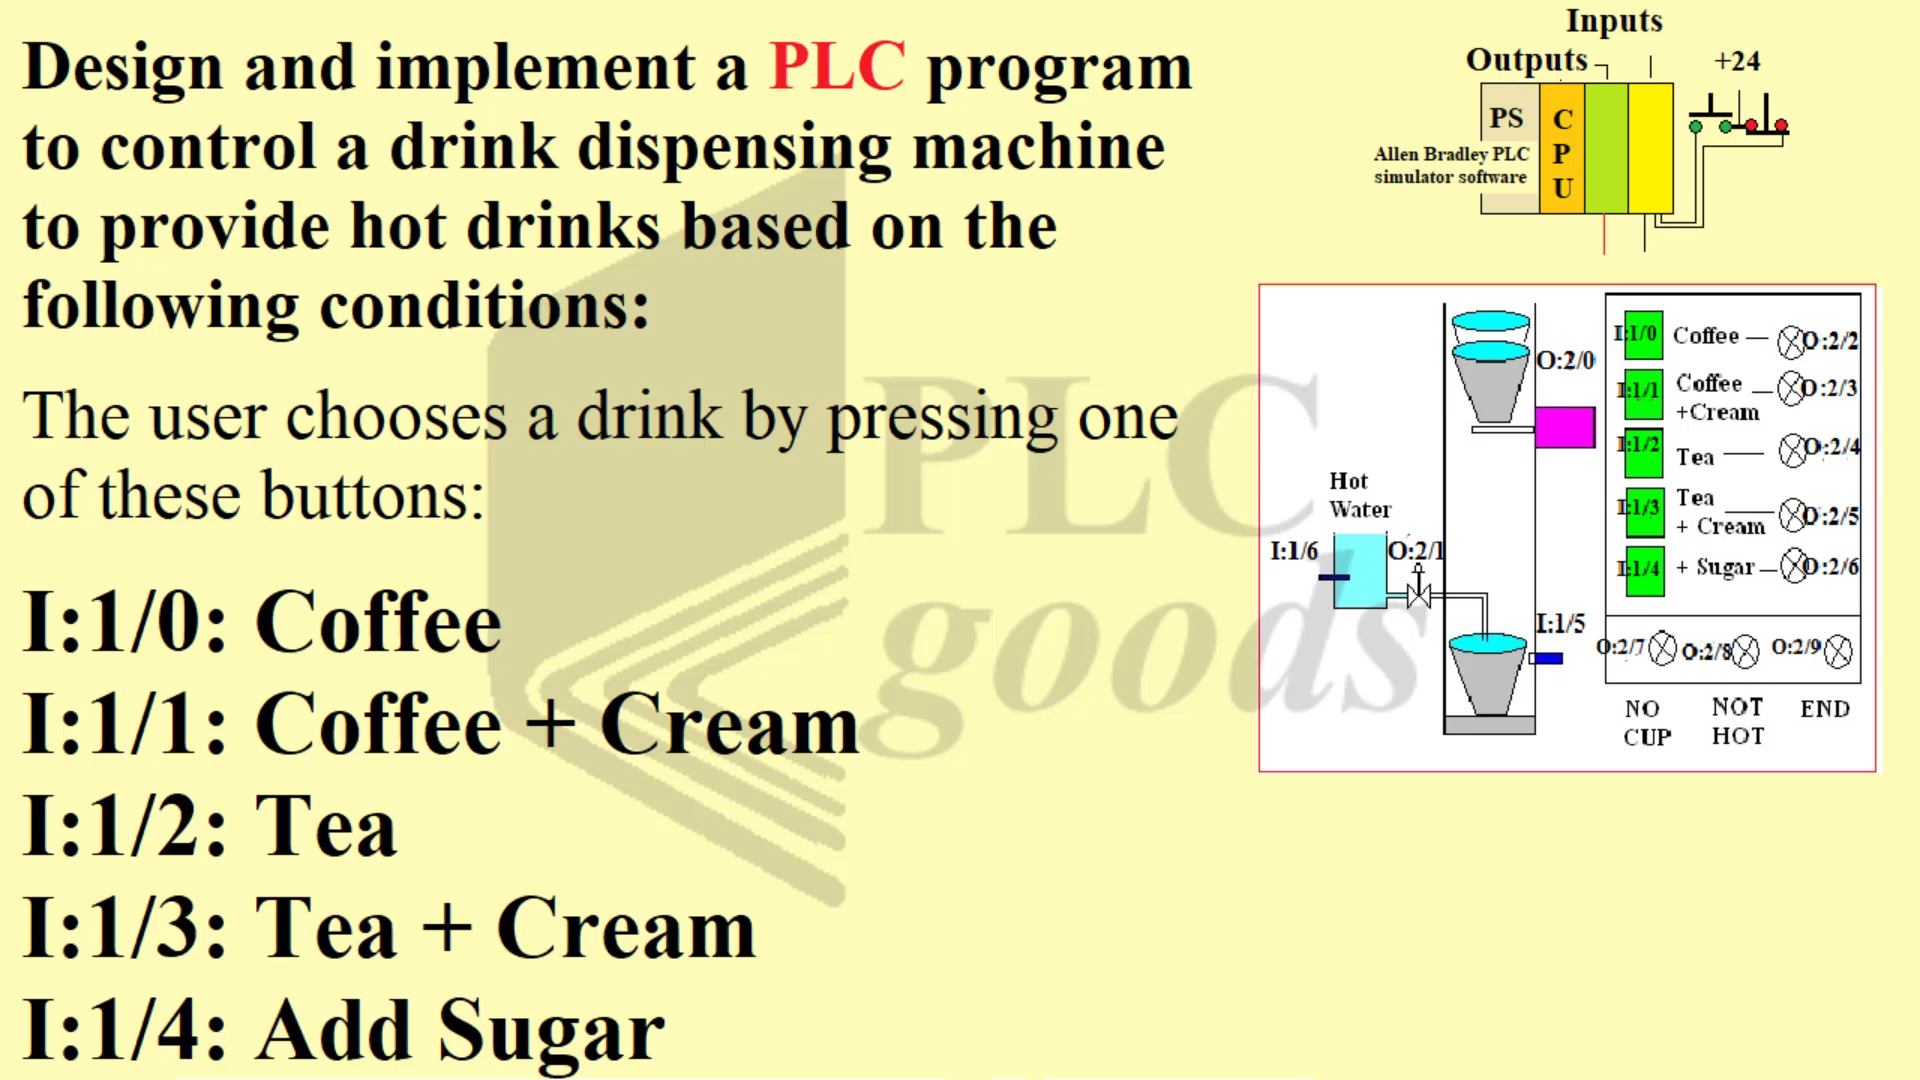 Design and implement a PLC program
to control a drink dispensing machine
to provide hot drinks based on the
following conditions:
The user chooses a drink by pressing one
of these buttons:
I:1/0: Coffee
I:1/1: Coffee + Cream
I:1/2: Tea
I:1/3: Tea + Cream
I:1/4: Add Sugar
PLC
goods
Inputs
Outputs
+24
PS
C
P
U
Allen Bradley PLC
simulator software
O:2/0
Hot
Water
I:1/6
O:2/1
I:1/5
I:1/0 Coffee O:2/2
I:1/1 Coffee
+Cream O:2/3
I:1/2 Tea O:2/4
I:1/3 Tea
+ Cream O:2/5
I:1/4 + Sugar O:2/6
O:2/7 O:2/8 O:2/9
NO
CUP
NOT
HOT
END